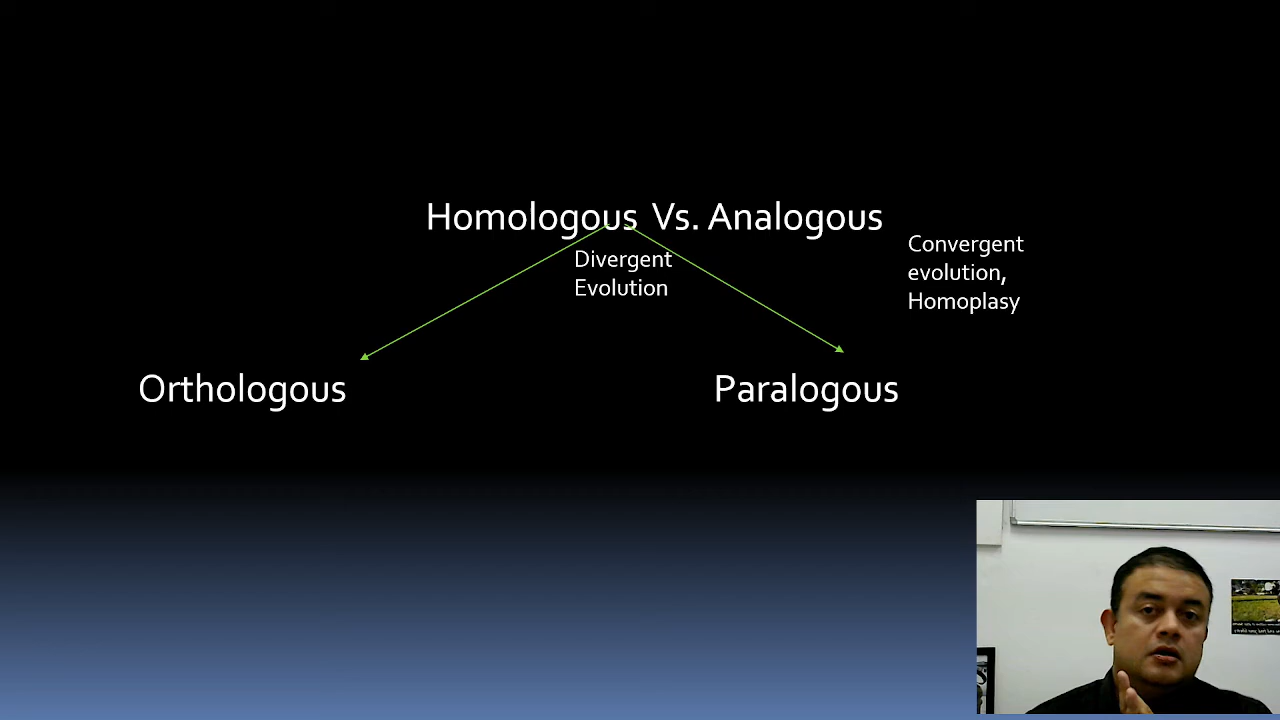 Homologous Vs. Analogous
Divergent
Evolution
Convergent
evolution,
Homoplasy
Orthologous
Paralogous